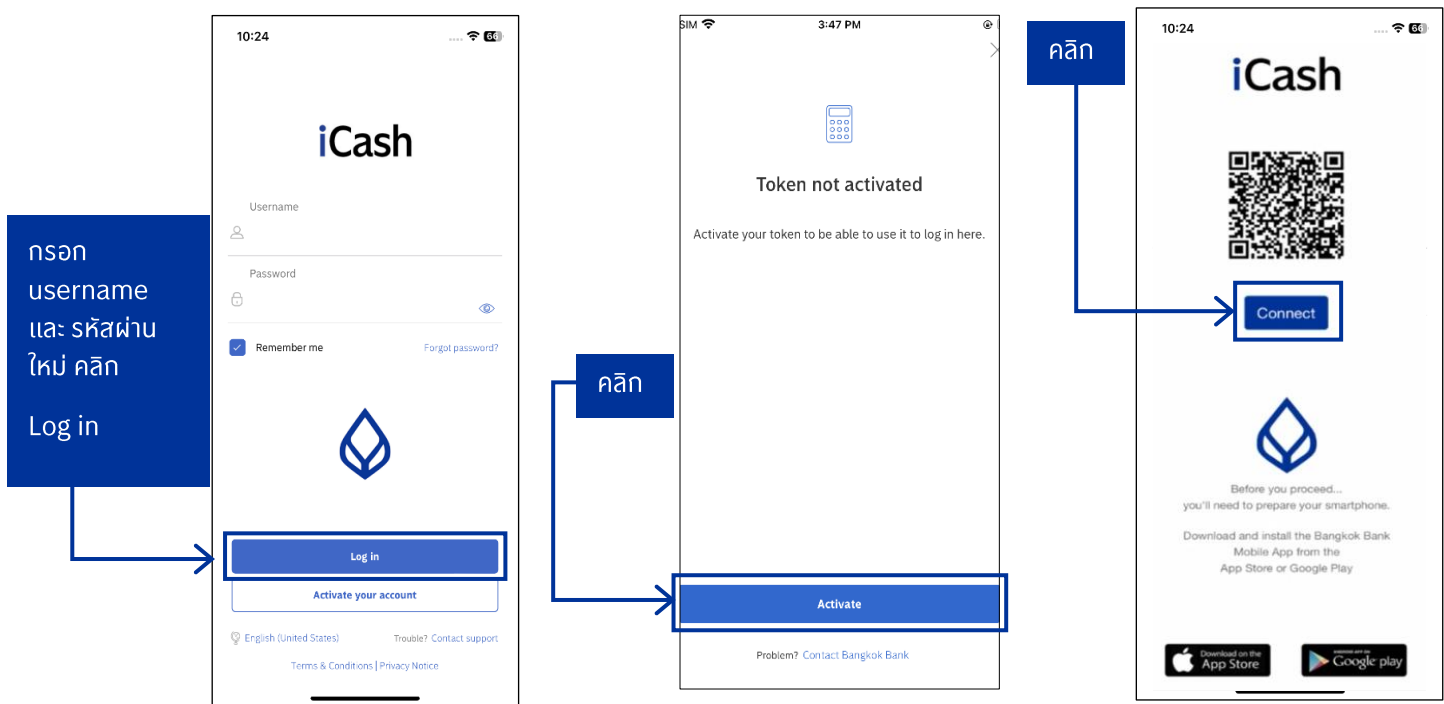 กรอก
username
และ รหัสผ่าน
ใหม่ คลิก
Log in
10:24
66
iCash
Username
Password
Remember me
Forgot password?
Log in
Activate your account
English (United States)
Trouble? Contact support
Terms & Conditions | Privacy Notice
คลิก
SIM
3:47 PM
Token not activated
Activate your token to be able to use it to log in here.
Activate
Problem? Contact Bangkok Bank
คลิก
10:24
66
iCash
Connect
Before you proceed...
you'll need to prepare your smartphone.
Download and install the Bangkok Bank
Mobile App from the
App Store or Google Play
Download on the
App Store
Google play